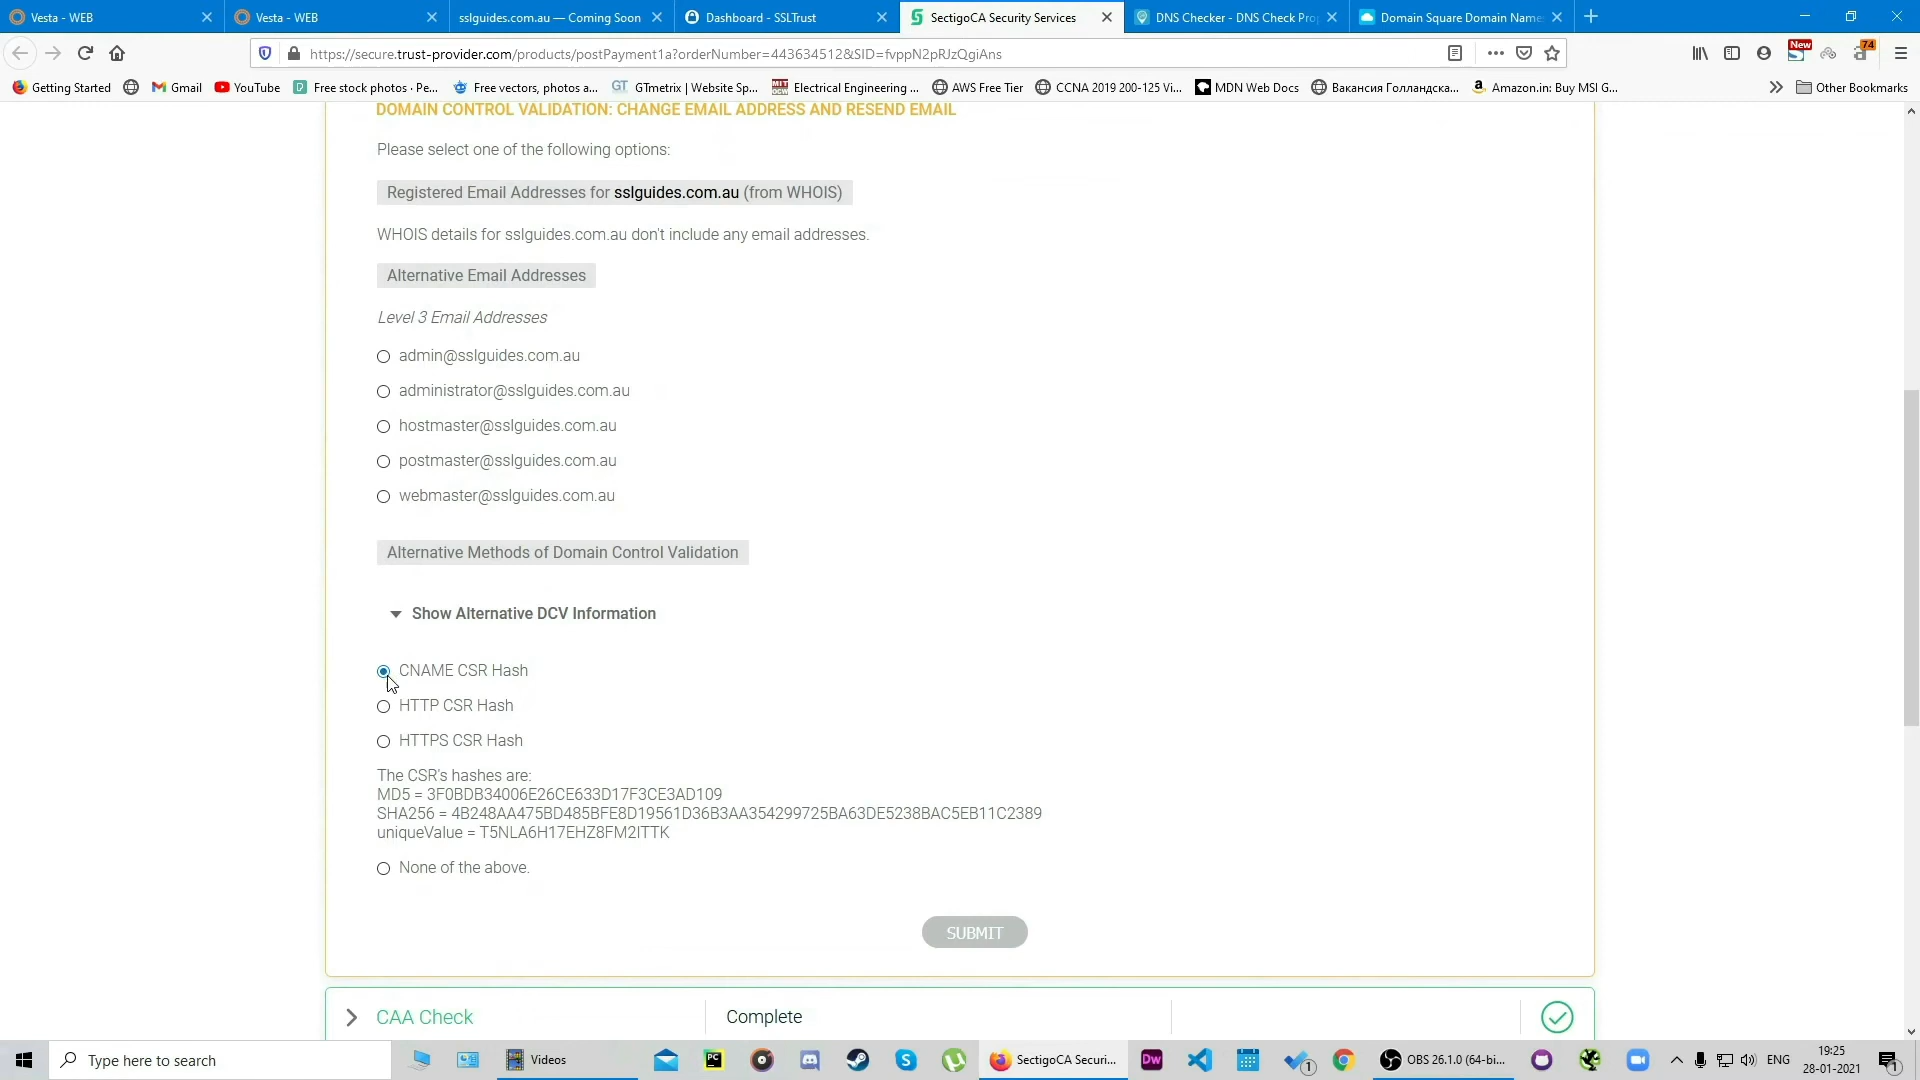 Vesta - WEB
Vesta - WEB
sslguides.com.au — Coming Soon
Dashboard - SSLTrust
SectigoCA Security Services
DNS Checker - DNS Check Prop
Domain Square Domain Name
https://secure.trust-provider.com/products/postPayment1a?orderNumber=443634512&SID=fvppN2pRJzQgiAns
New
74
Getting Started
Gmail
YouTube
Free stock photos · Pe...
Free vectors, photos a...
GT GTmetrix | Website Sp...
Electrical Engineering ...
AWS Free Tier
CCNA 2019 200-125 Vi...
MDN Web Docs
Вакансия Голландска...
Amazon.in: Buy MSI G...
Other Bookmarks
DOMAIN CONTROL VALIDATION: CHANGE EMAIL ADDRESS AND RESEND EMAIL
Please select one of the following options:
Registered Email Addresses for sslguides.com.au (from WHOIS)
WHOIS details for sslguides.com.au don't include any email addresses.
Alternative Email Addresses
Level 3 Email Addresses
admin@sslguides.com.au
administrator@sslguides.com.au
hostmaster@sslguides.com.au
postmaster@sslguides.com.au
webmaster@sslguides.com.au
Alternative Methods of Domain Control Validation
Show Alternative DCV Information
CNAME CSR Hash
HTTP CSR Hash
HTTPS CSR Hash
The CSR's hashes are:
MD5 = 3F0BDB34006E26CE633D17F3CE3AD109
SHA256 = 4B248AA475BD485BFE8D19561D36B3AA354299725BA63DE5238BAC5EB11C2389
uniqueValue = T5NLA6H17EHZ8FM2ITTK
None of the above.
SUBMIT
CAA Check
Complete
Type here to search
Videos
PC
SectigoCA Securi...
Dw
1
OBS 26.1.0 (64-bi...
ENG
19:25
28-01-2021
1